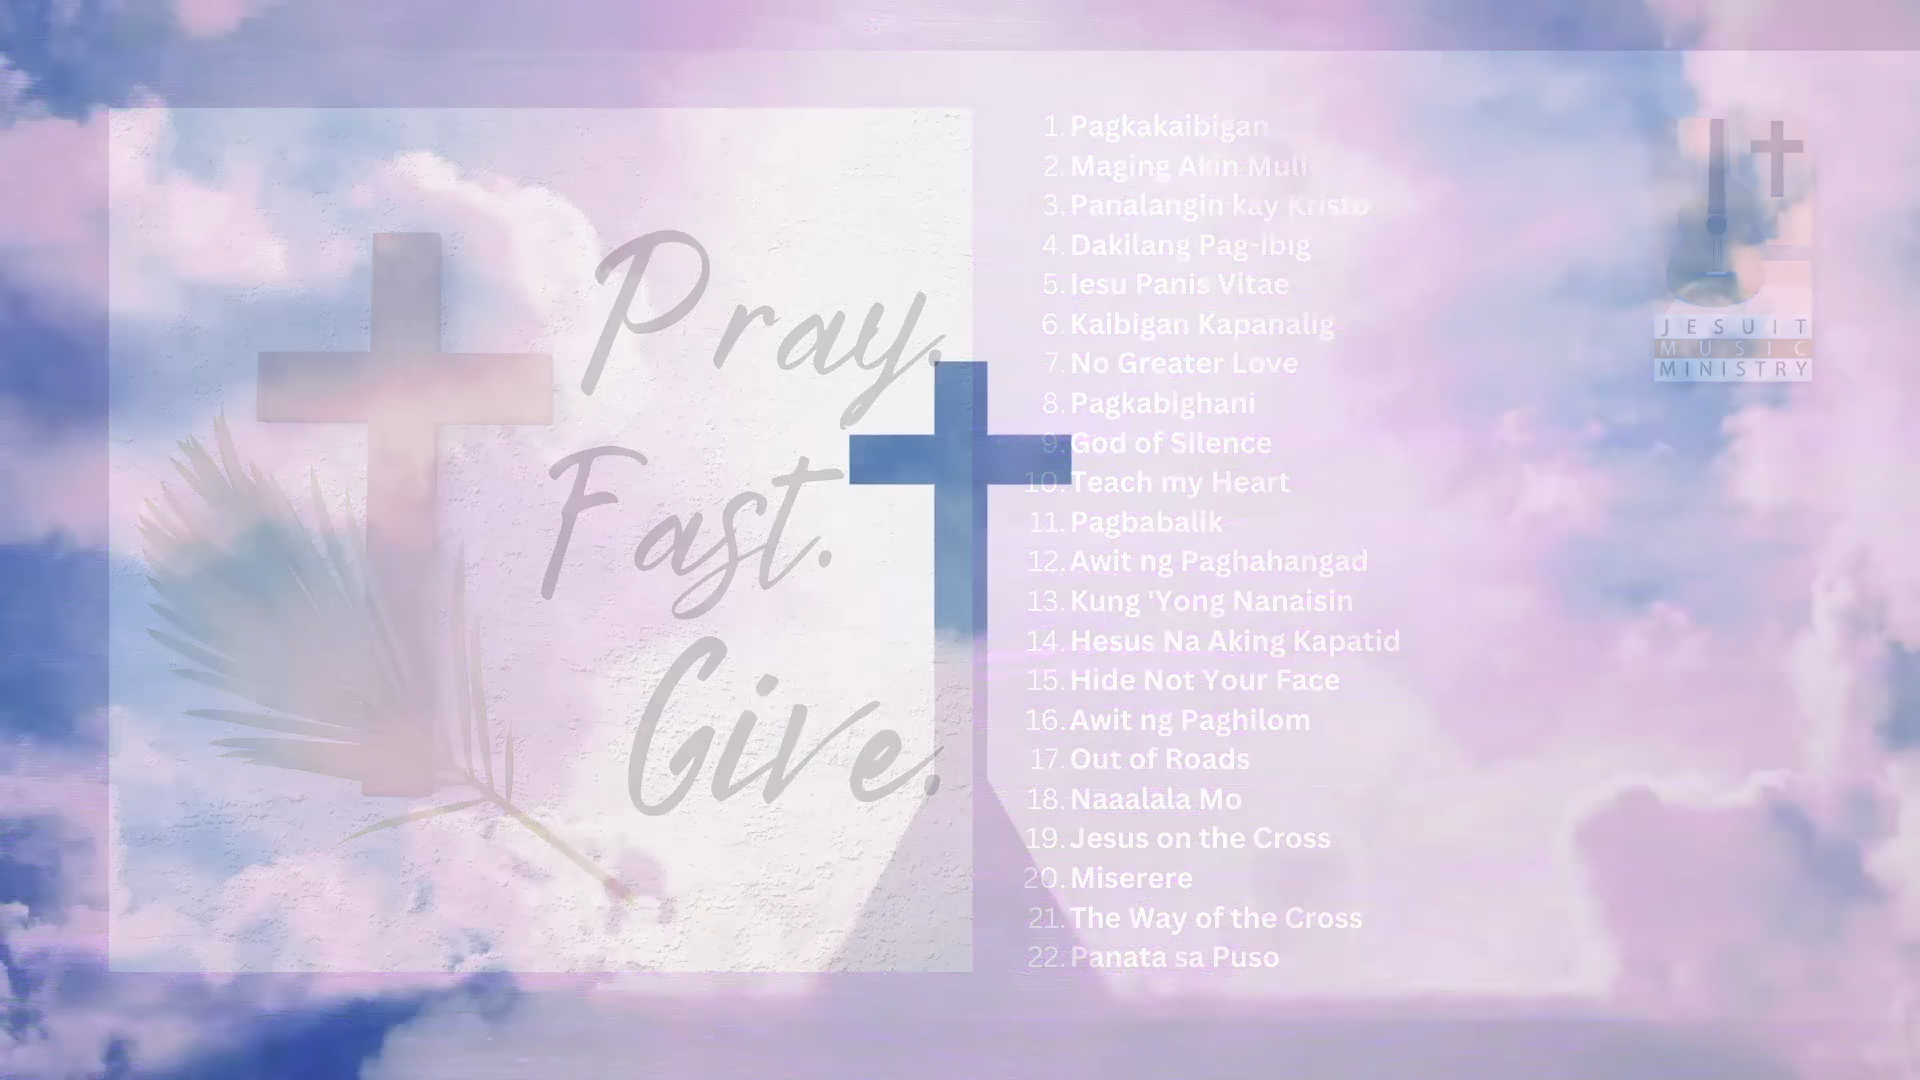 Pray.
Fast.
Give.
1. Pagkakaibigan
2. Maging Akin Muli
3. Panalangin kay Kristo
4. Dakilang Pag-ibig
5. Iesu Panis Vitae
6. Kaibigan Kapanalig
7. No Greater Love
8. Pagkabighani
9. God of Silence
10. Teach my Heart
11. Pagbabalik
12. Awit ng Paghahangad
13. Kung 'Yong Nanaisin
14. Hesus Na Aking Kapatid
15. Hide Not Your Face
16. Awit ng Paghilom
17. Out of Roads
18. Naaalala Mo
19. Jesus on the Cross
20. Miserere
21. The Way of the Cross
22. Panata sa Puso
JESUIT
MUSIC
MINISTRY